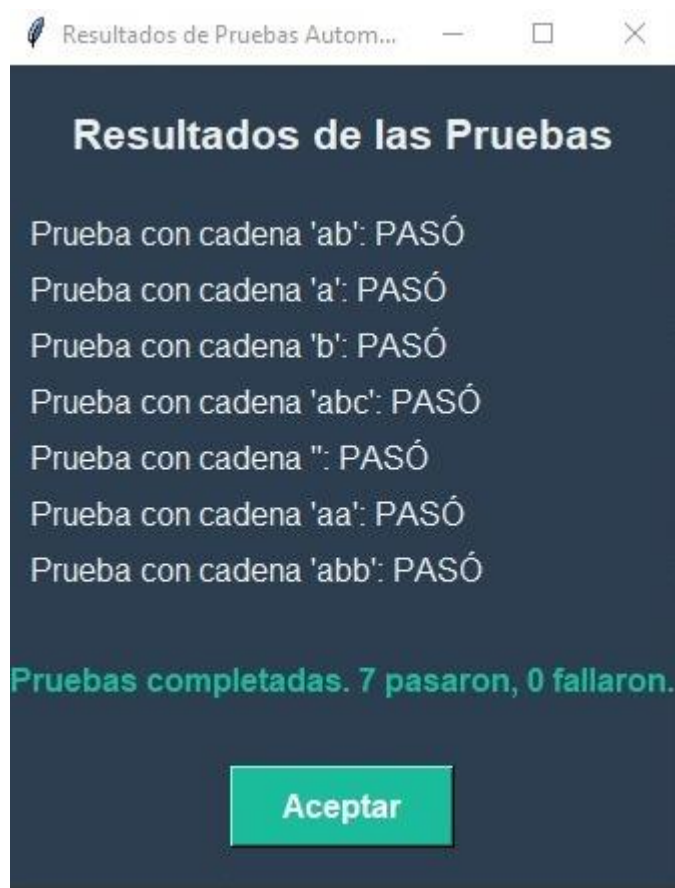 Resultados de Pruebas Autom...
Resultados de las Pruebas
Prueba con cadena 'ab': PASÓ
Prueba con cadena 'a': PASÓ
Prueba con cadena 'b': PASÓ
Prueba con cadena 'abc': PASÓ
Prueba con cadena '': PASÓ
Prueba con cadena 'aa': PASÓ
Prueba con cadena 'abb': PASÓ
Pruebas completadas. 7 pasaron, 0 fallaron.
Aceptar